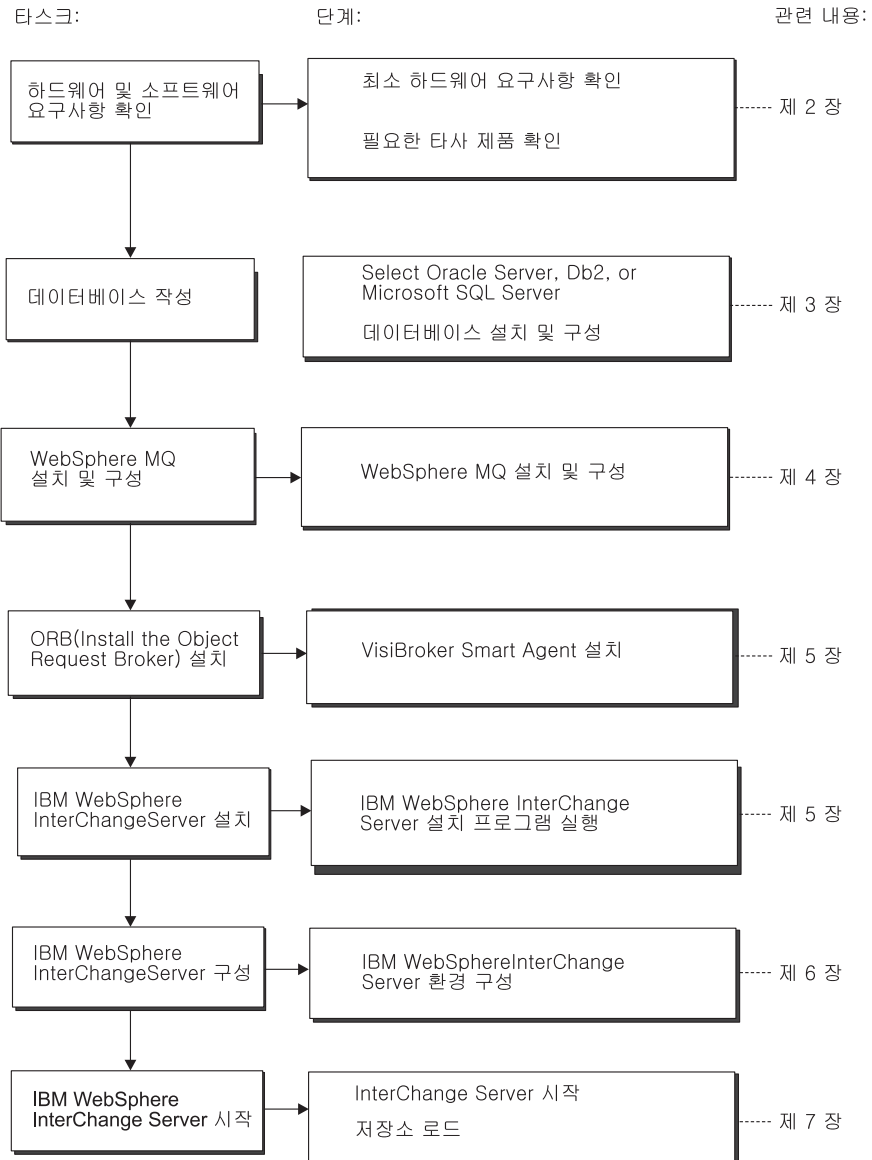 타스크:
단계:
관련 내용:
하드웨어 및 소프트웨어
요구사항 확인
최소 하드웨어 요구사항 확인
필요한 타사 제품 확인
제 2 장
데이터베이스 작성
Select Oracle Server, Db2, or
Microsoft SQL Server
데이터베이스 설치 및 구성
제 3 장
WebSphere MQ
설치 및 구성
WebSphere MQ 설치 및 구성
제 4 장
ORB(Install the Object
Request Broker) 설치
VisiBroker Smart Agent 설치
제 5 장
IBM WebSphere
InterChangeServer 설치
IBM WebSphere InterChange
Server 설치 프로그램 실행
제 5 장
IBM WebSphere
InterChangeServer 구성
IBM WebSphereInterChange
Server 환경 구성
제 6 장
IBM WebSphere
InterChange Server 시작
InterChange Server 시작
저장소 로드
제 7 장